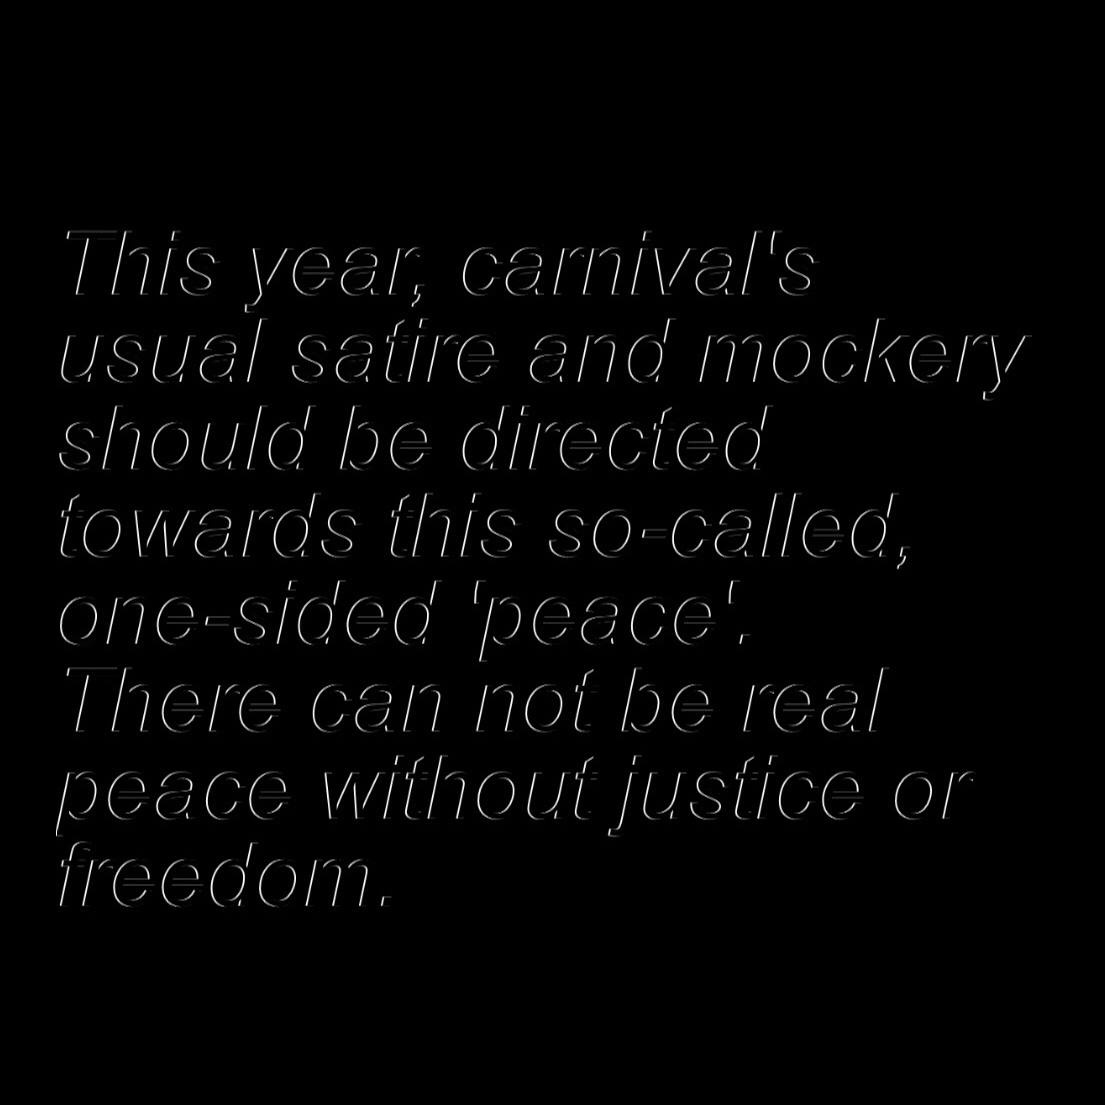 This year, carnival's
usual satire and mockery
should be directed
towards this so-called,
one-sided 'peace'.
There can not be real
peace without justice or
freedom.